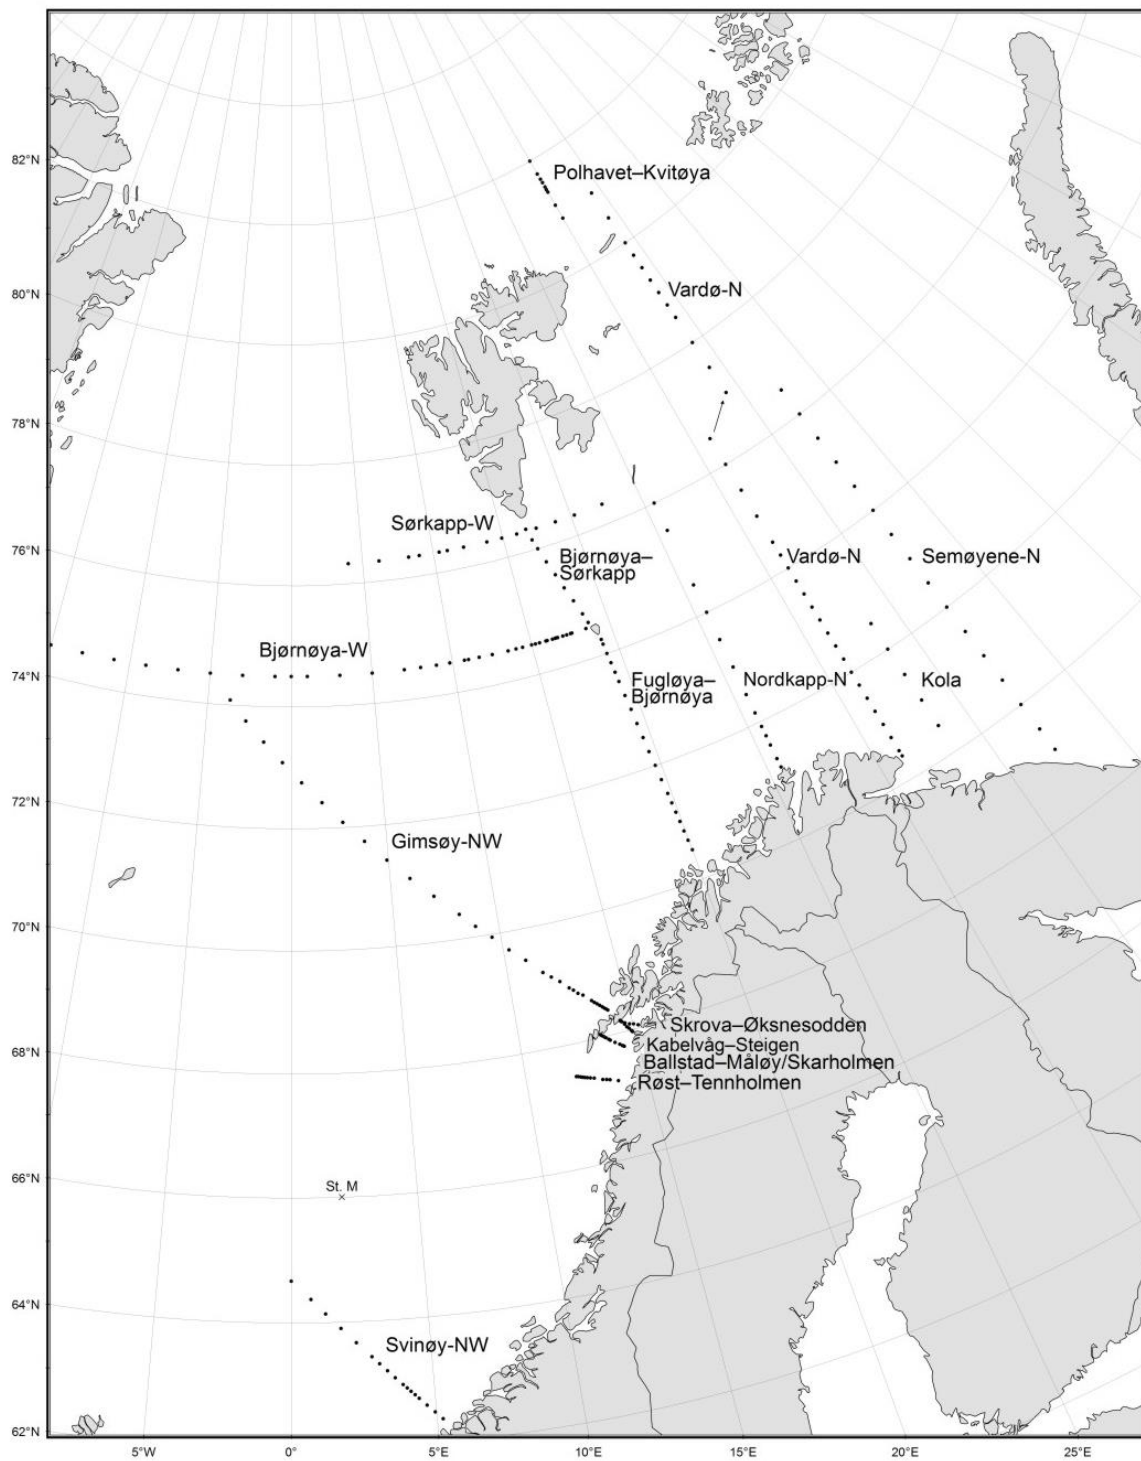 82°N
Polhavet–Kvitøya
80°N
Vardø-N
78°N
Sørkapp-W
76°N
Bjørnøya–
Sørkapp
Vardø-N
Semøyene-N
Bjørnøya-W
74°N
Fugløya–
Bjørnøya
Nordkapp-N
Kola
72°N
Gimsøy-NW
70°N
Skrova–Øksnesodden
Kabelvåg–Steigen
68°N
Ballstad–Måløy/Skarholmen
Røst–Tennholmen
66°N
St. M
64°N
Svinøy-NW
62°N
5°W
0°
5°E
10°E
15°E
20°E
25°E